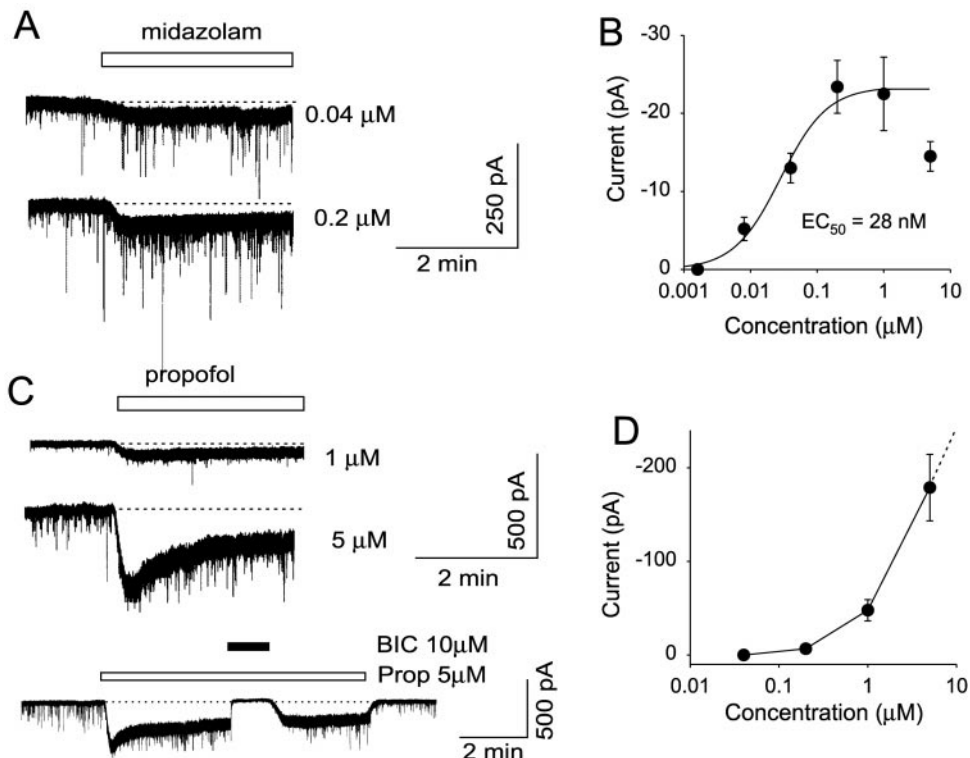 A
midazolam
0.04 μM
0.2 μM
250 pA
2 min
B
-30
-20
-10
0
Current (pA)
EC50 = 28 nM
0.001
0.01
0.1
1
10
Concentration (μM)
C
propofol
1 μM
5 μM
500 pA
2 min
BIC 10μM
Prop 5μM
500 pA
2 min
D
-200
-100
0
Current (pA)
0.01
0.1
1
10
Concentration (μM)